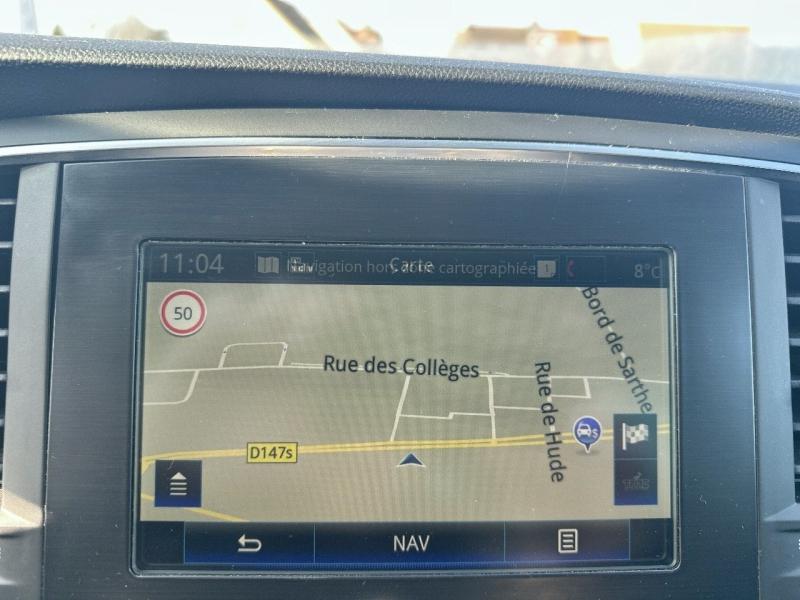 11:04
Carte
Navigation hors zone cartographiée
8°C
50
Bord de Sarthe
Rue des Collèges
Rue de Hude
D147s
NAV